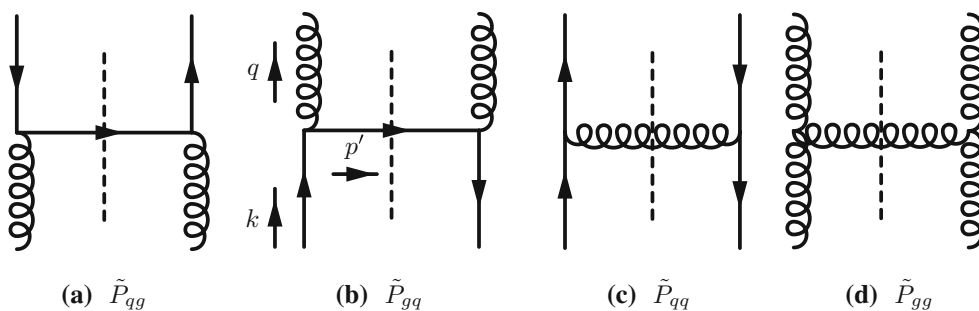 q
p′
k
(a) P̃_{qg}
(b) P̃_{gq}
(c) P̃_{qq}
(d) P̃_{gg}